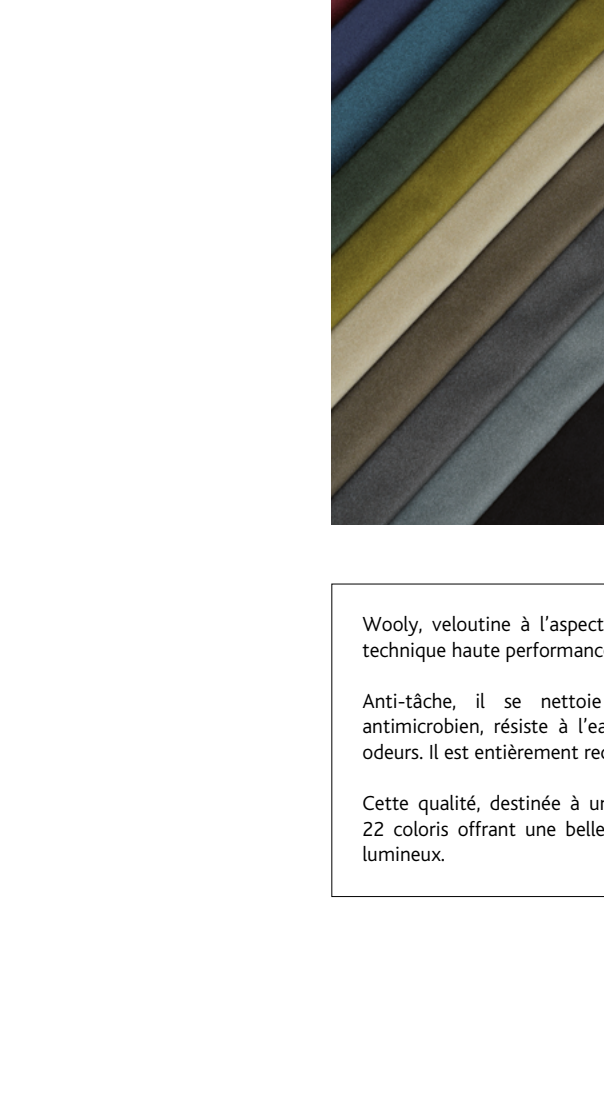 Wooly, veloutine à l'aspect
technique haute performanc
Anti-tâche, il se nettoie
antimicrobien, résiste à l'ea
odeurs. Il est entièrement rec
Cette qualité, destinée à un
22 coloris offrant une belle
lumineux.